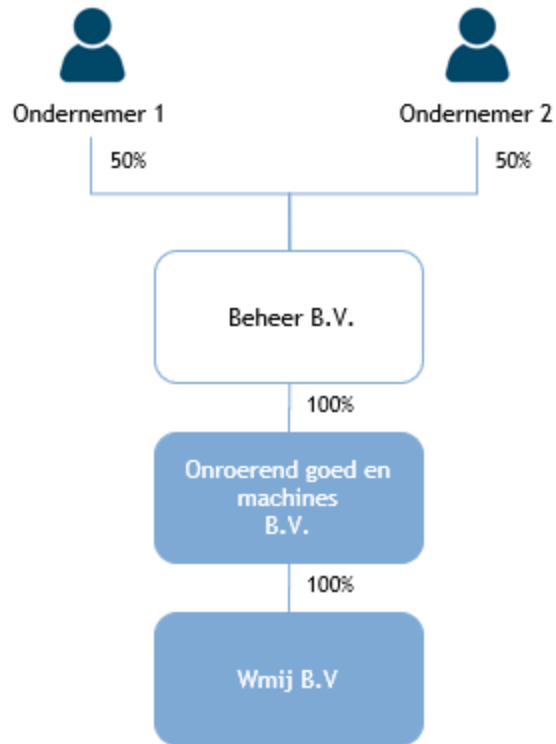 Ondernemer 1
Ondernemer 2
50%
50%
Beheer B.V.
100%
Onroerend goed en
machines
B.V.
100%
Wmij B.V